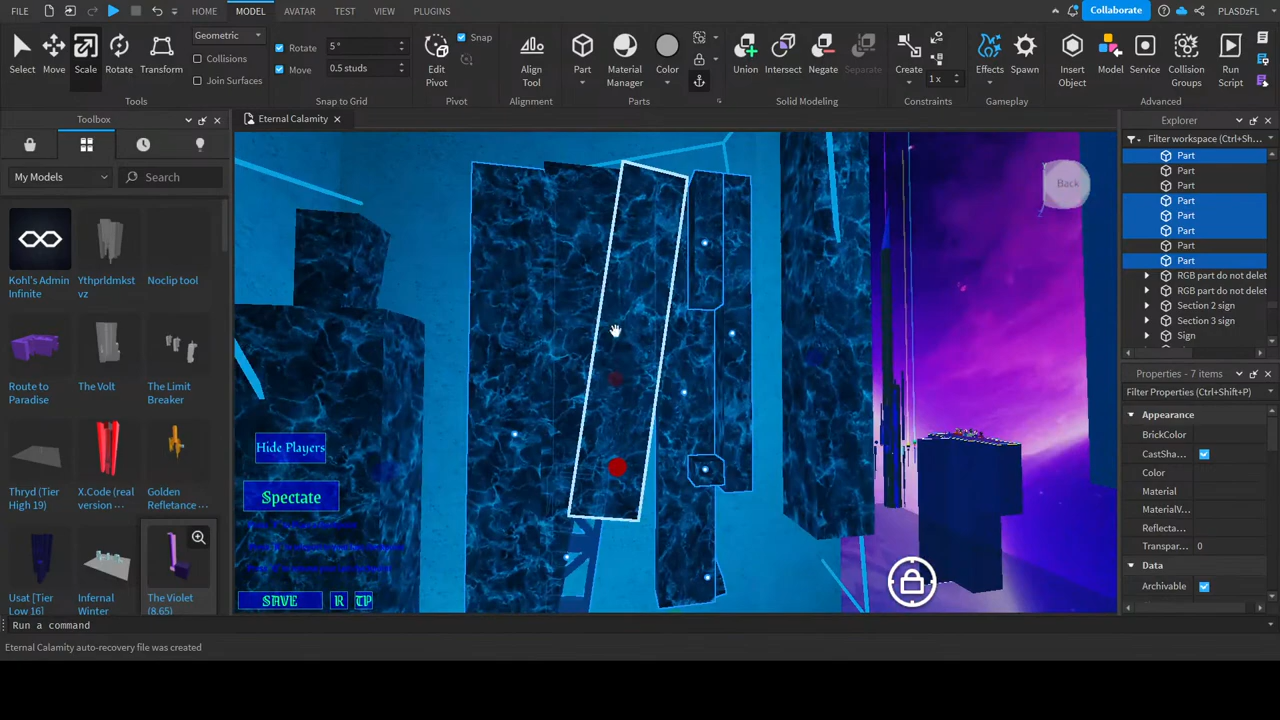 FILE
HOME
MODEL
AVATAR
TEST
VIEW
PLUGINS
Collaborate
PLASDzFL
Select
Move
Scale
Rotate
Transform
Geometric
Collisions
Join Surfaces
Tools
Rotate
5 °
Move
0.5 studs
Snap to Grid
Edit
Pivot
Snap
Pivot
Align
Tool
Alignment
Part
Material
Manager
Color
Parts
Union
Intersect
Negate
Separate
Solid Modeling
Create
1 x
Constraints
Effects
Spawn
Gameplay
Insert
Object
Model
Service
Collision
Groups
Run
Script
Advanced
Toolbox
My Models
Search
Kohl's Admin
Infinite
Ythprldmkst
vz
Noclip tool
Route to
Paradise
The Volt
The Limit
Breaker
Thryd (Tier
High 19)
X.Code (real
version ...
Golden
Refletance ...
Usat [Tier
Low 16]
Infernal
Winter
The Violet
(8.65)
Eternal Calamity
Back
Hide Players
Spectate
SAVE
R
TP
Explorer
Filter workspace (Ctrl+Sh...
Part
Part
Part
Part
Part
Part
Part
Part
RGB part do not delet
RGB part do not delet
Section 2 sign
Section 3 sign
Sign
Properties - 7 items
Filter Properties (Ctrl+Shift+P)
Appearance
BrickColor
CastSha...
Color
Material
MaterialV...
Reflecta...
Transpar...
0
Data
Archivable
Run a command
Eternal Calamity auto-recovery file was created